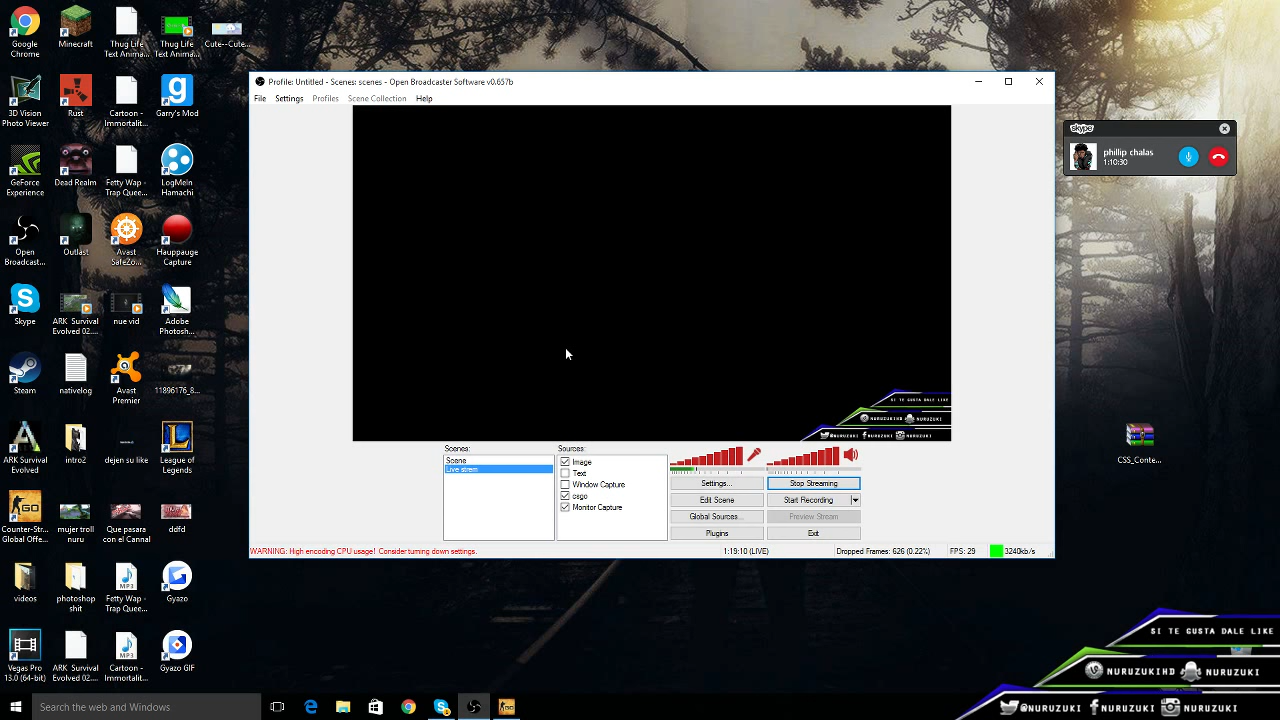 Google Chrome
Minecraft
Thug Life Text Anima...
Thug Life Text Anima...
Cute--Cute...
3D Vision Photo Viewer
Rust
Cartoon - Immortalit...
Garry's Mod
GeForce Experience
Dead Realm
Fetty Wap - Trap Quee...
LogMeIn Hamachi
Open Broadcast...
Outlast
Avast SafeZo...
Hauppauge Capture
Skype
ARK Survival Evolved 02....
nue vid
Adobe Photosh...
Steam
nativelog
Avast Premier
11896176_8...
ARK Survival Evolved
intro2
dejen su like
League of Legends
Counter-Str... Global Offe...
mujer troll nuru
Que pasara con el Cannal
ddfd
videos
photoshop shit
Fetty Wap - Trap Quee...
Gyazo
Vegas Pro 13.0 (64-bit)
ARK Survival Evolved 02....
Cartoon - Immortalit...
Gyazo GIF
Profile: Untitled - Scenes: scenes - Open Broadcaster Software v0.657b
File Settings Profiles Scene Collection Help
SI TE GUSTA DALE LIKE
NURUZUKIHD NURUZUKI
@NURUZUKI NURUZUKI NURUZUKI
Scenes:
Scene
Live strem
Sources:
Image
Text
Window Capture
csgo
Monitor Capture
Settings...
Stop Streaming
Edit Scene
Start Recording
Global Sources...
Preview Stream
Plugins
Exit
WARNING: High encoding CPU usage! Consider turning down settings.
1:19:10 (LIVE)
Dropped Frames: 626 (0.22%)
FPS: 29
3240kb/s
skype
phillip chalas
1:10:30
CSS_Conte...
SI TE GUSTA DALE LIKE
NURUZUKIHD NURUZUKI
@NURUZUKI NURUZUKI NURUZUKI
Search the web and Windows